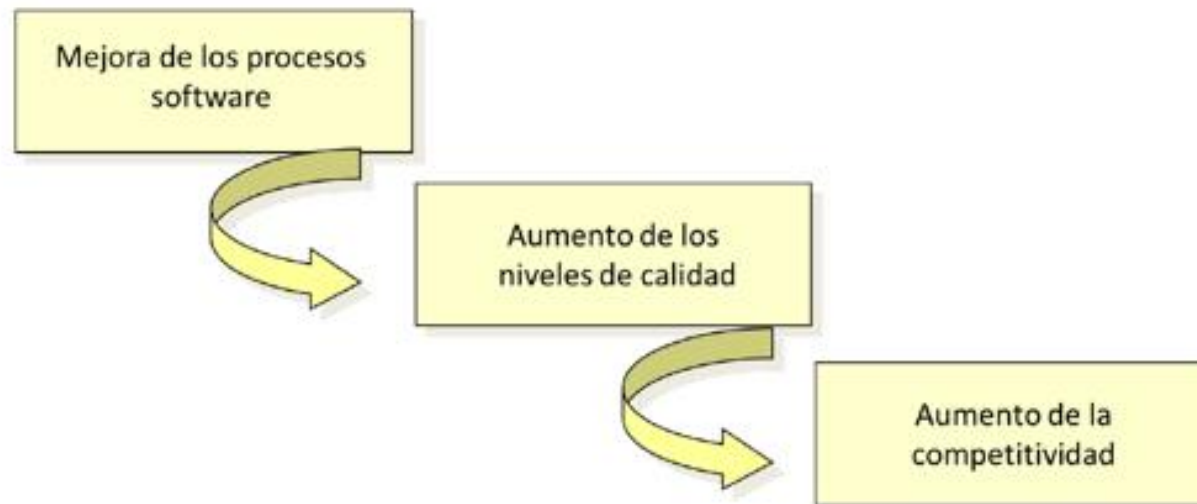 Mejora de los procesos
software
Aumento de los
niveles de calidad
Aumento de la
competitividad